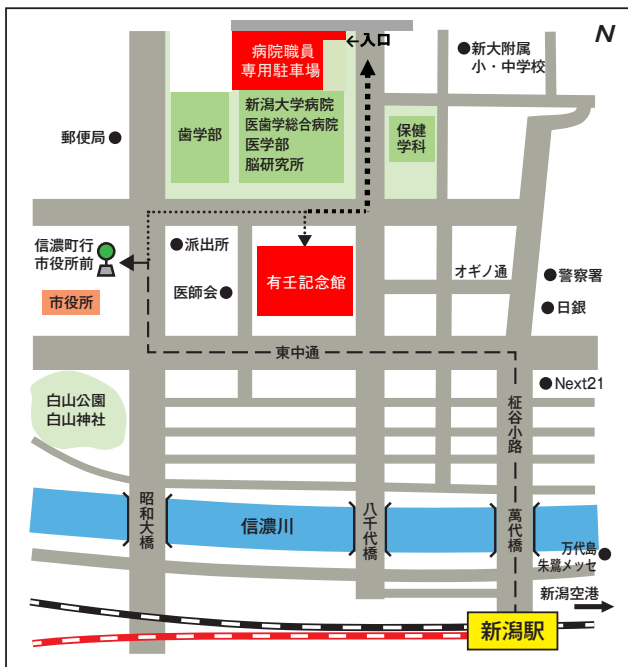 ←入口
N
病院職員
専用駐車場
新大附属
小・中学校
郵便局
歯学部
新潟大学病院
医歯学総合病院
医学部
脳研究所
保健
学科
信濃町行
市役所前
派出所
有壬記念館
オギノ通
警察署
医師会
市役所
日銀
東中通
Next21
白山公園
白山神社
柾谷小路
昭和大橋
信濃川
八千代橋
萬代橋
万代島
朱鷺メッセ
新潟空港
新潟駅